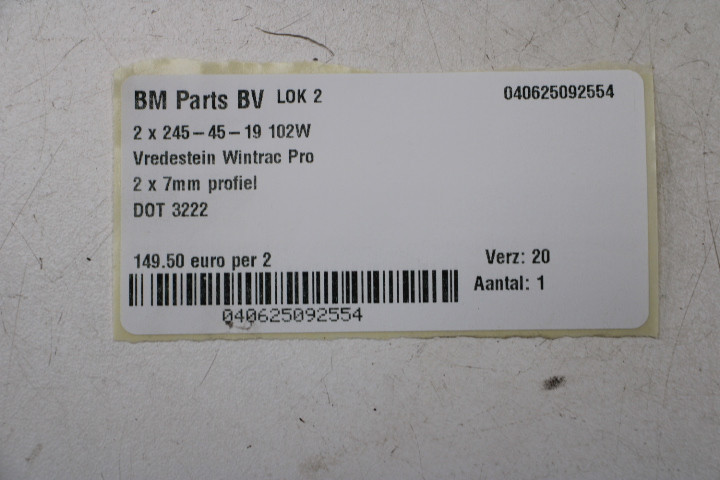 BM Parts BV LOK 2 040625092554
2 x 245-45-19 102W
Vredestein Wintrac Pro
2 x 7mm profiel
DOT 3222
149.50 euro per 2 Verz: 20
Aantal: 1
040625092554